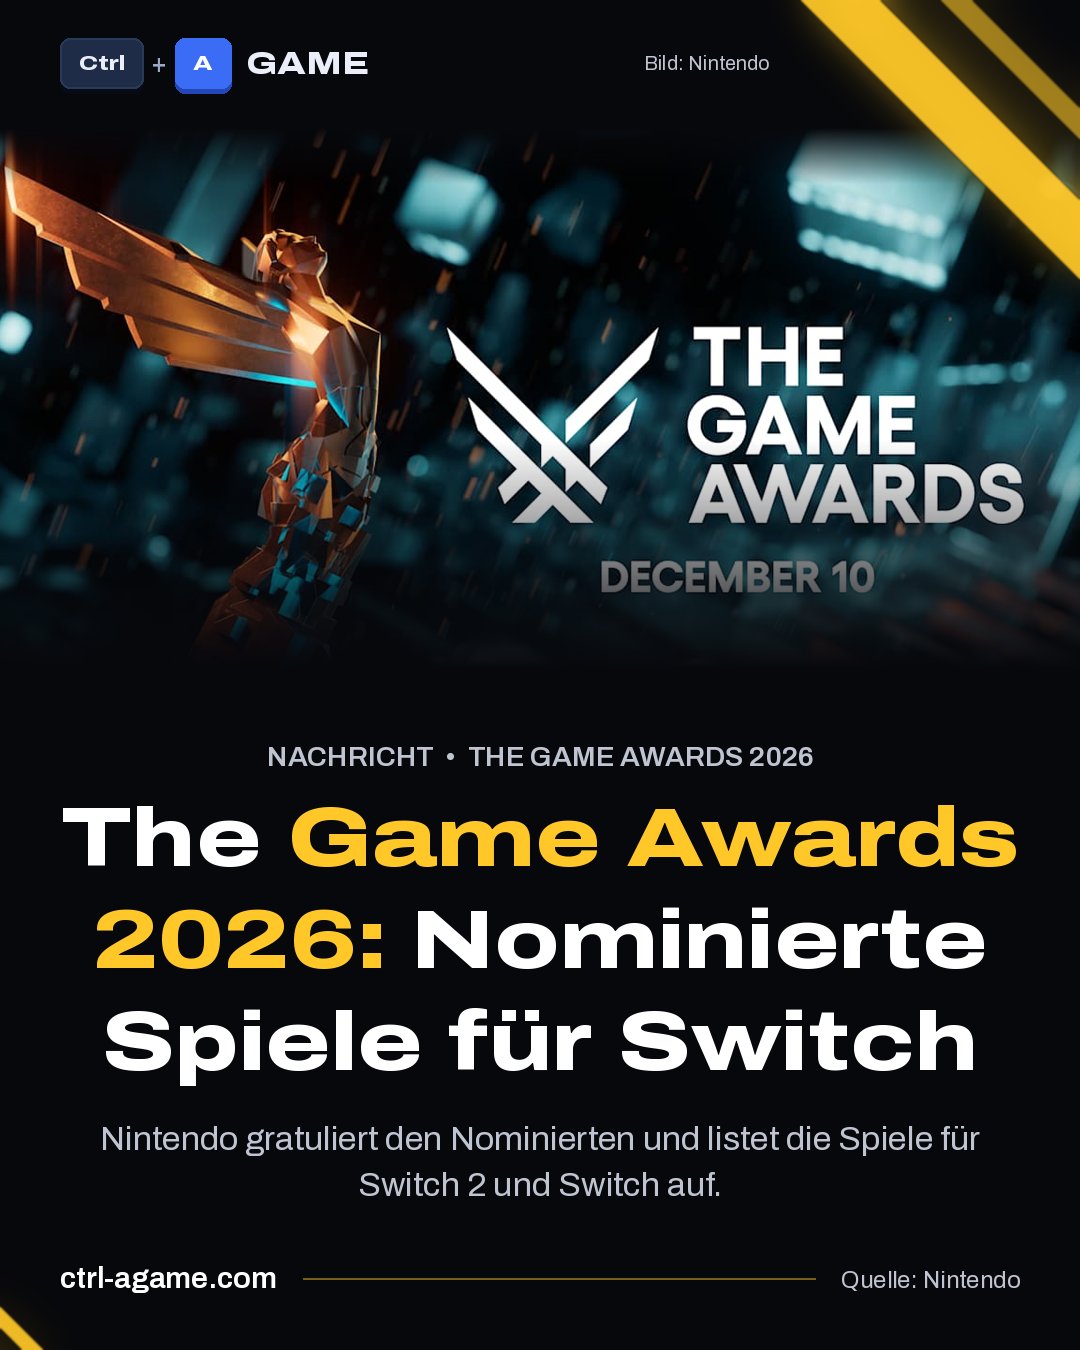 Ctrl + A GAME
Bild: Nintendo
THE
GAME
AWARDS
DECEMBER 10
NACHRICHT • THE GAME AWARDS 2026
The Game Awards
2026: Nominierte
Spiele für Switch
Nintendo gratuliert den Nominierten und listet die Spiele für
Switch 2 und Switch auf.
ctrl-agame.com
Quelle: Nintendo